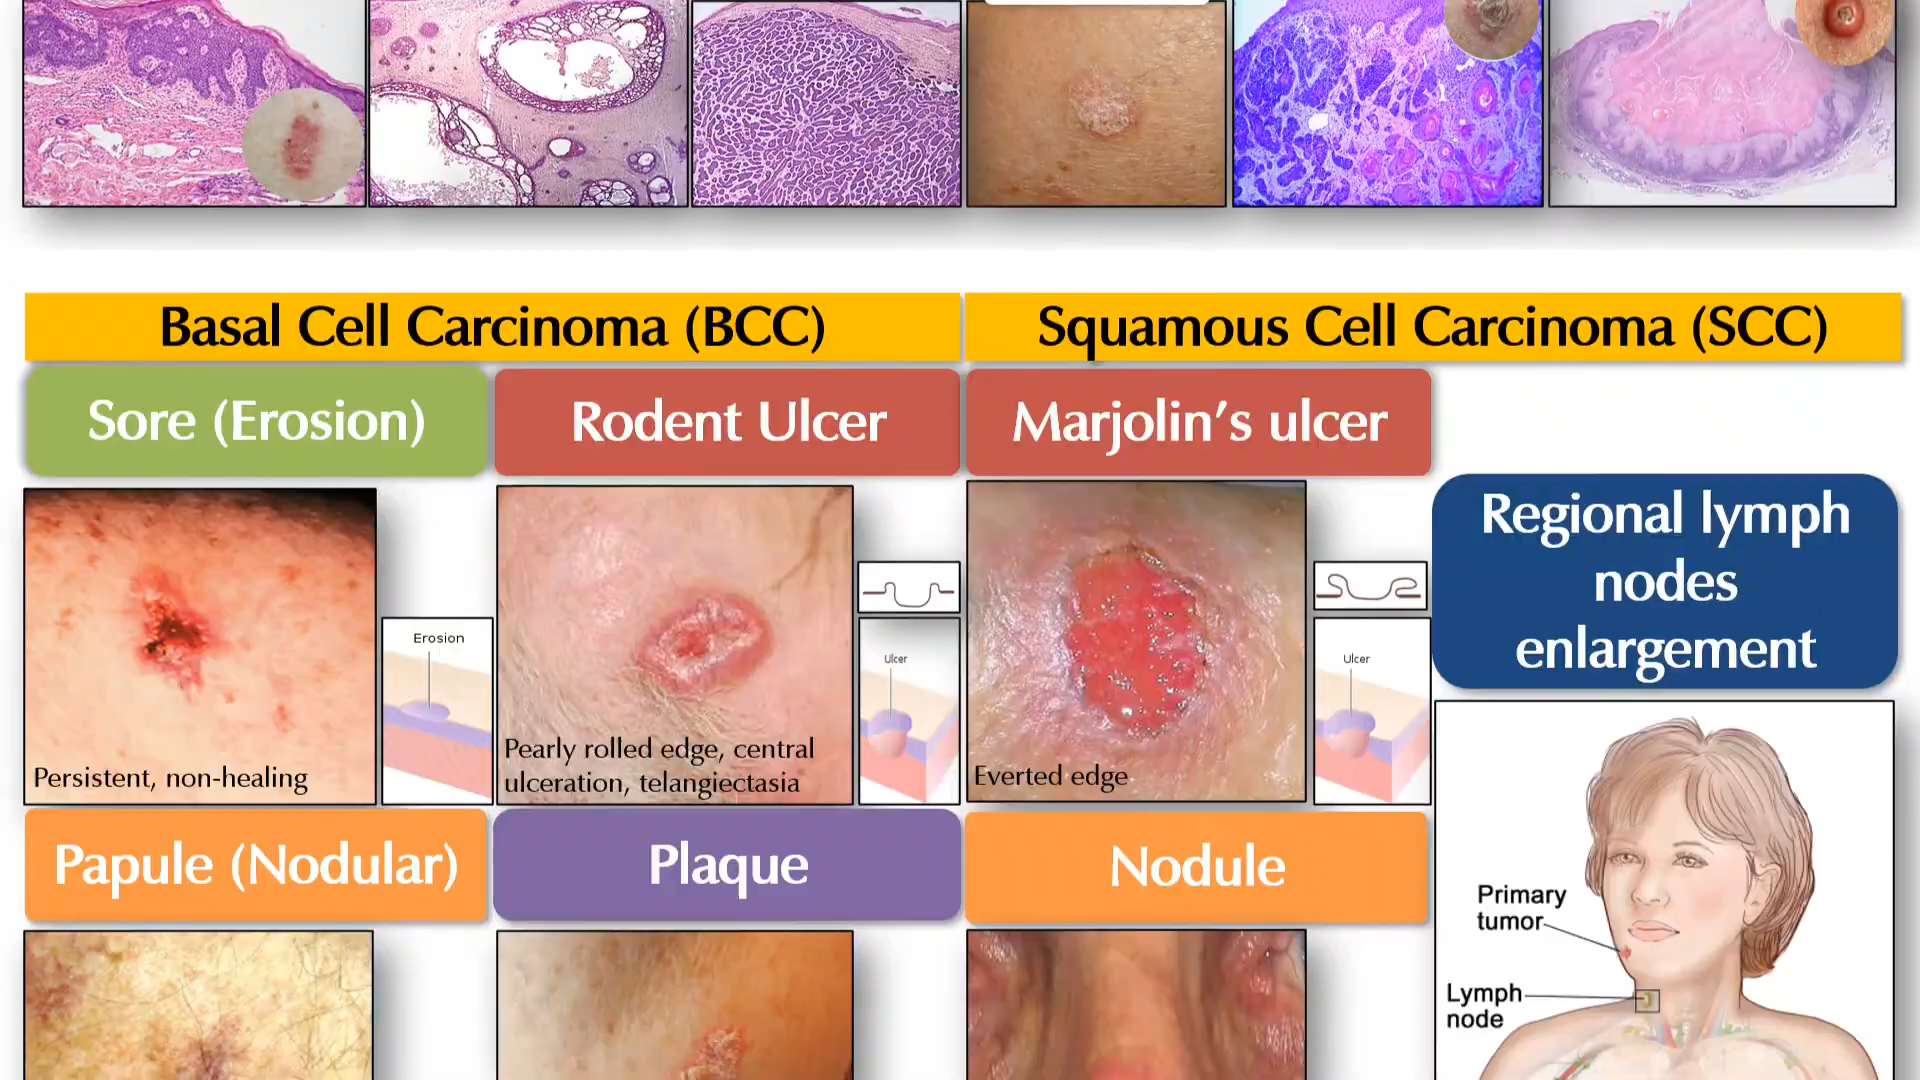 Basal Cell Carcinoma (BCC)
Squamous Cell Carcinoma (SCC)
Sore (Erosion)
Rodent Ulcer
Marjolin's ulcer
Regional lymph
nodes
enlargement
Erosion
Persistent, non-healing
Ulcer
Pearly rolled edge, central
ulceration, telangiectasia
Ulcer
Everted edge
Papule (Nodular)
Plaque
Nodule
Primary
tumor
Lymph
node